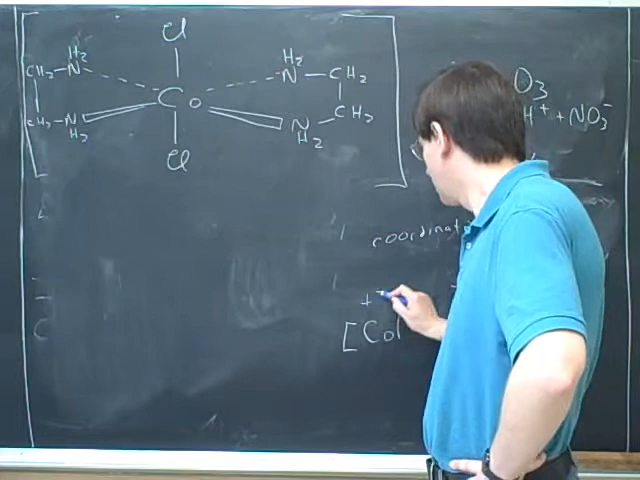 Cl
H2 H2
CH2 - N N - CH2
Co
CH2 - N N - CH2
H2 H2
Cl
O3
H+ + NO3-
coordinat
+
[Co